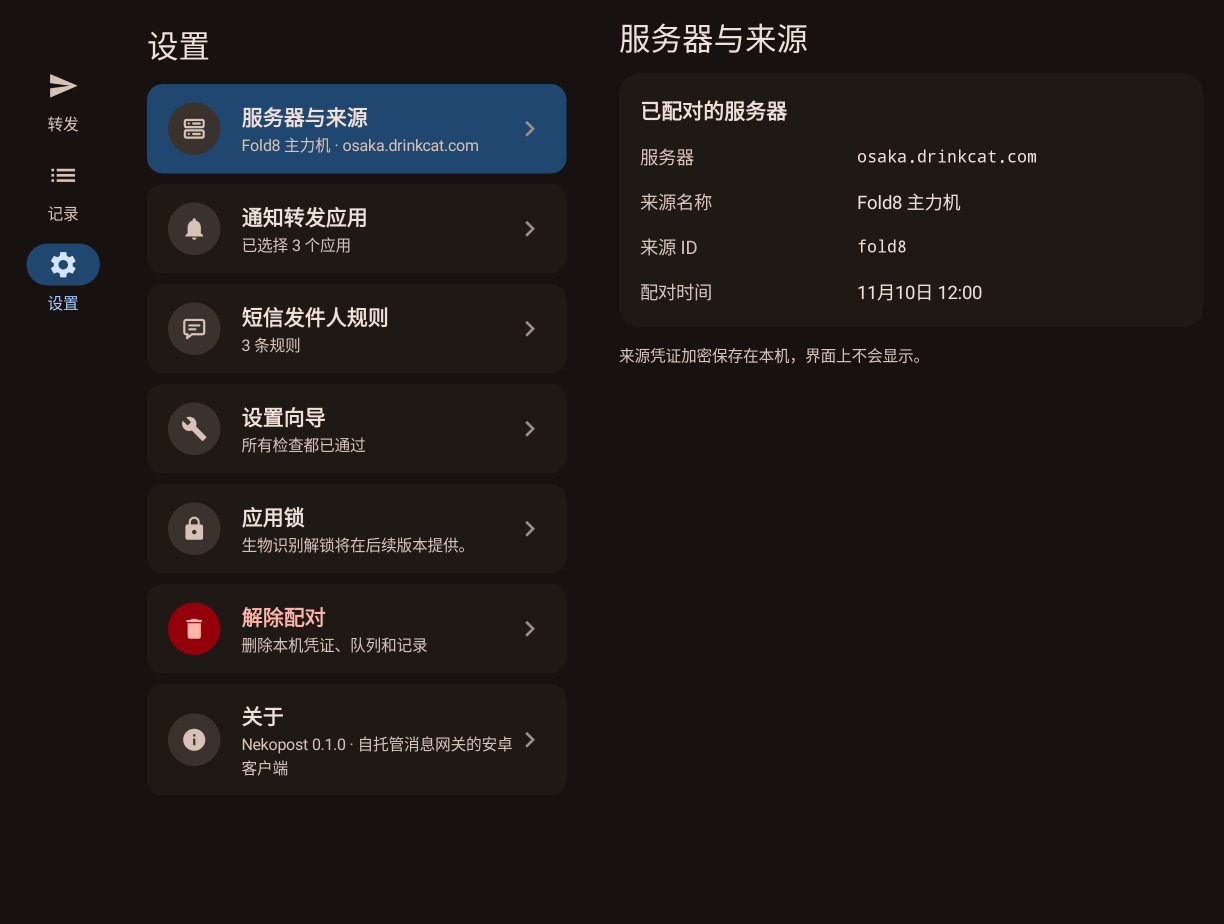 转发
记录
设置
设置
服务器与来源
Fold8 主力机 · osaka.drinkcat.com
通知转发应用
已选择 3 个应用
短信发件人规则
3 条规则
设置向导
所有检查都已通过
应用锁
生物识别解锁将在后续版本提供。
解除配对
删除本机凭证、队列和记录
关于
Nekopost 0.1.0 · 自托管消息网关的安卓
客户端
服务器与来源
已配对的服务器
服务器 osaka.drinkcat.com
来源名称 Fold8 主力机
来源 ID fold8
配对时间 11月10日 12:00
来源凭证加密保存在本机，界面上不会显示。